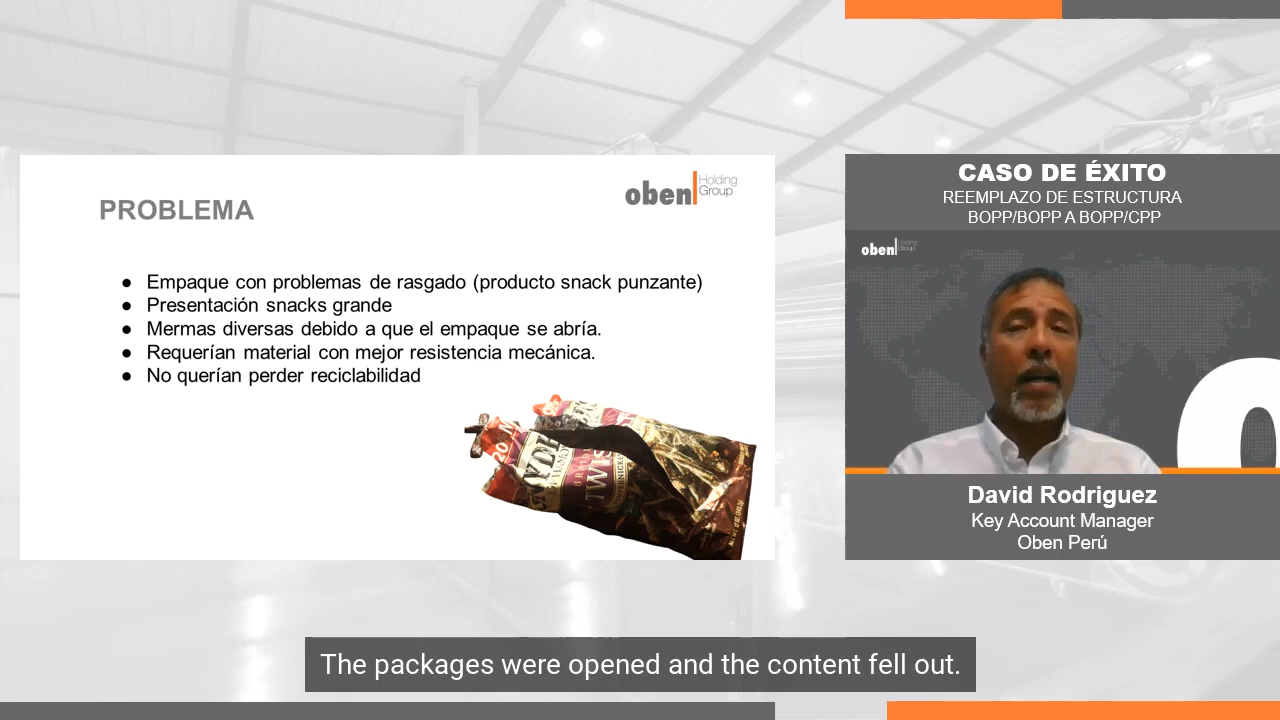 oben
Holding
Group
PROBLEMA
● Empaque con problemas de rasgado (producto snack punzante)
● Presentación snacks grande
● Mermas diversas debido a que el empaque se abría.
● Requerían material con mejor resistencia mecánica.
● No querían perder reciclabilidad
CASO DE ÉXITO
REEMPLAZO DE ESTRUCTURA
BOPP/BOPP A BOPP/CPP
oben
Holding
Group
David Rodriguez
Key Account Manager
Oben Perú
The packages were opened and the content fell out.